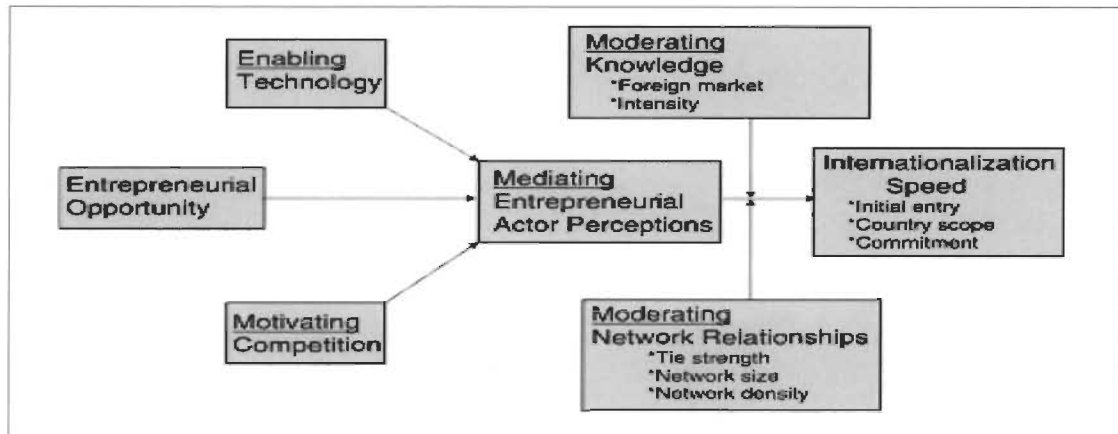 Enabling
Technology
Moderating
Knowledge
*Foreign market
*Intensity
Entrepreneurial
Opportunity
Mediating
Entrepreneurial
Actor Perceptions
Internationalization
Speed
*Initial entry
*Country scope
*Commitment
Motivating
Competition
Moderating
Network Relationships
*Tie strength
*Network size
*Network density